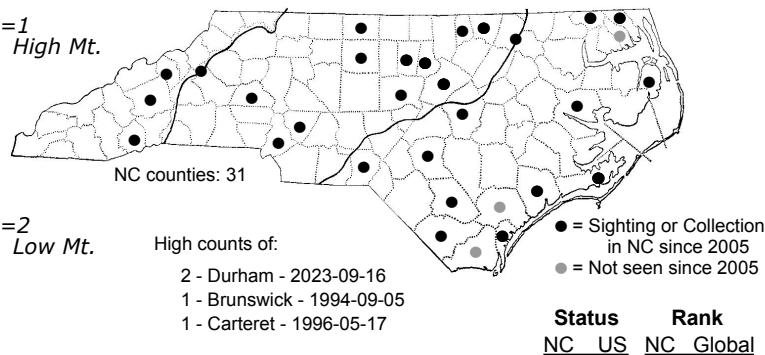 =1
High Mt.
NC counties: 31
=2
Low Mt.
High counts of:
2 - Durham - 2023-09-16
1 - Brunswick - 1994-09-05
1 - Carteret - 1996-05-17
● = Sighting or Collection
in NC since 2005
● = Not seen since 2005
Status Rank
NC US NC Global